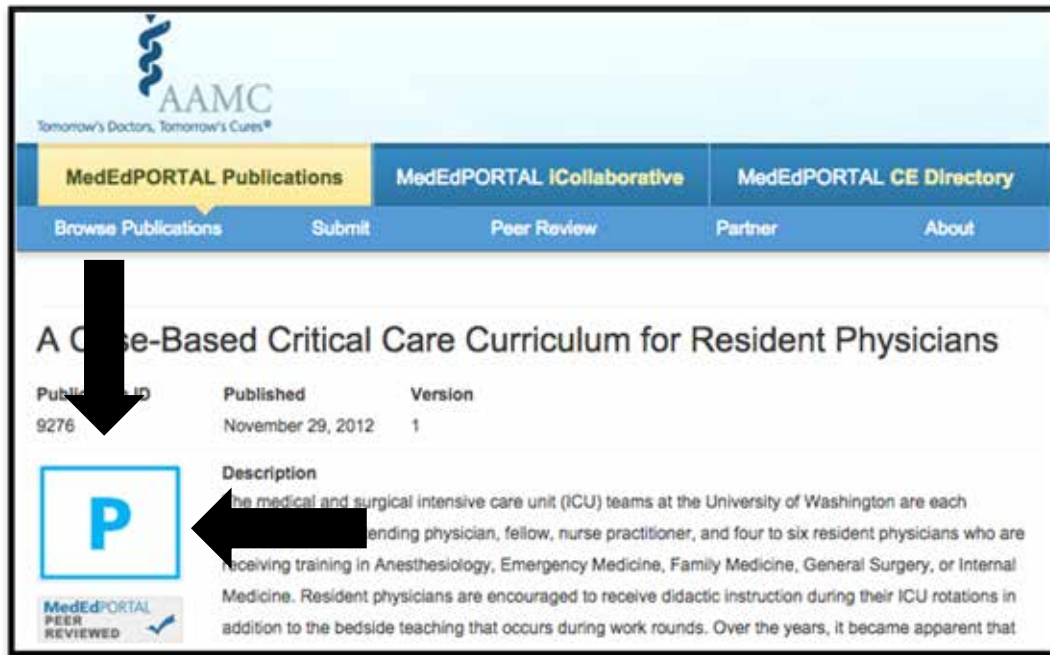 AAMC
Tomorrow's Doctors, Tomorrow's Cures®
MedEdPORTAL Publications MedEdPORTAL iCollaborative MedEdPORTAL CE Directory
Browse Publications Submit Peer Review Partner About
A se-Based Critical Care Curriculum for Resident Physicians
Publ ID Published Version
9276 November 29, 2012 1
P
Description
The medical and surgical intensive care unit (ICU) teams at the University of Washington are each
ending physician, fellow, nurse practitioner, and four to six resident physicians who are
receiving training in Anesthesiology, Emergency Medicine, Family Medicine, General Surgery, or Internal
Medicine. Resident physicians are encouraged to receive didactic instruction during their ICU rotations in
addition to the bedside teaching that occurs during work rounds. Over the years, it became apparent that
MedEdPORTAL
PEER
REVIEWED